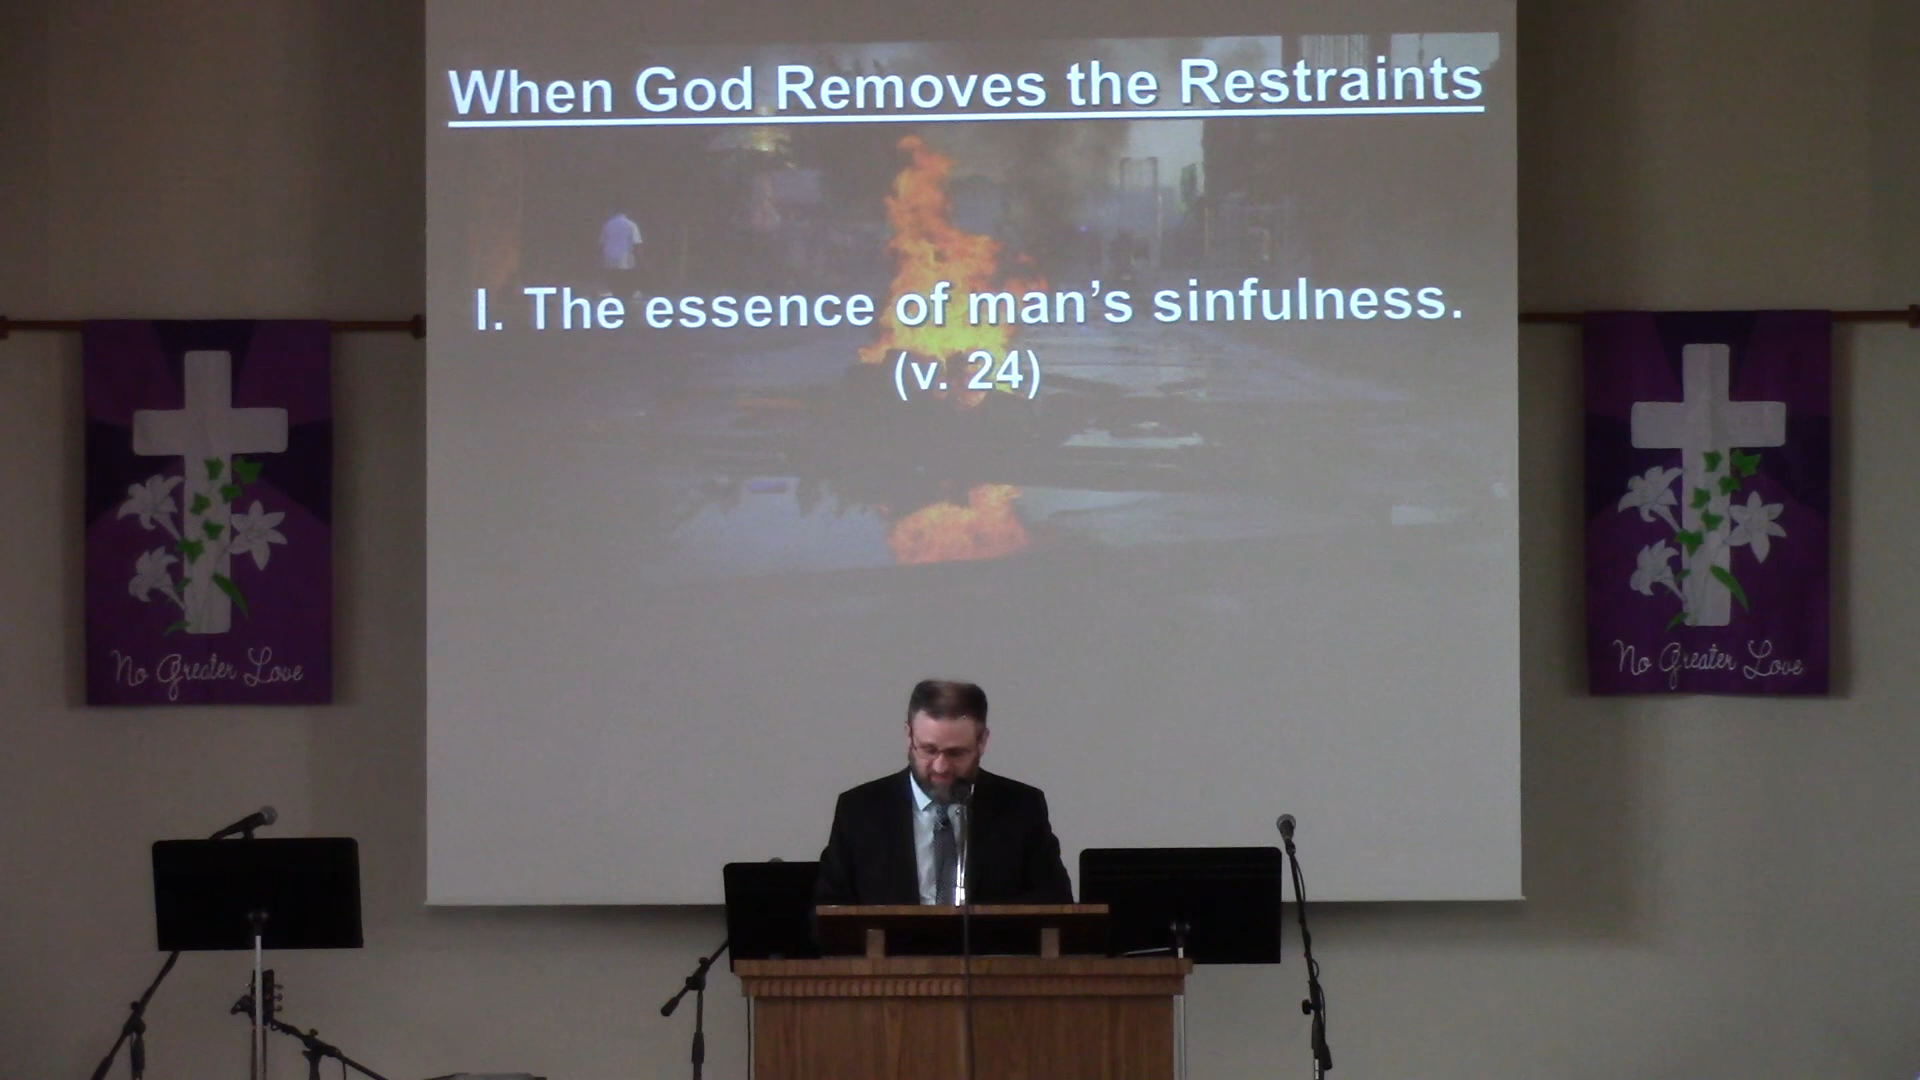 When God Removes the Restraints
I. The essence of man's sinfulness.
(v. 24)
No Greater Love
No Greater Love